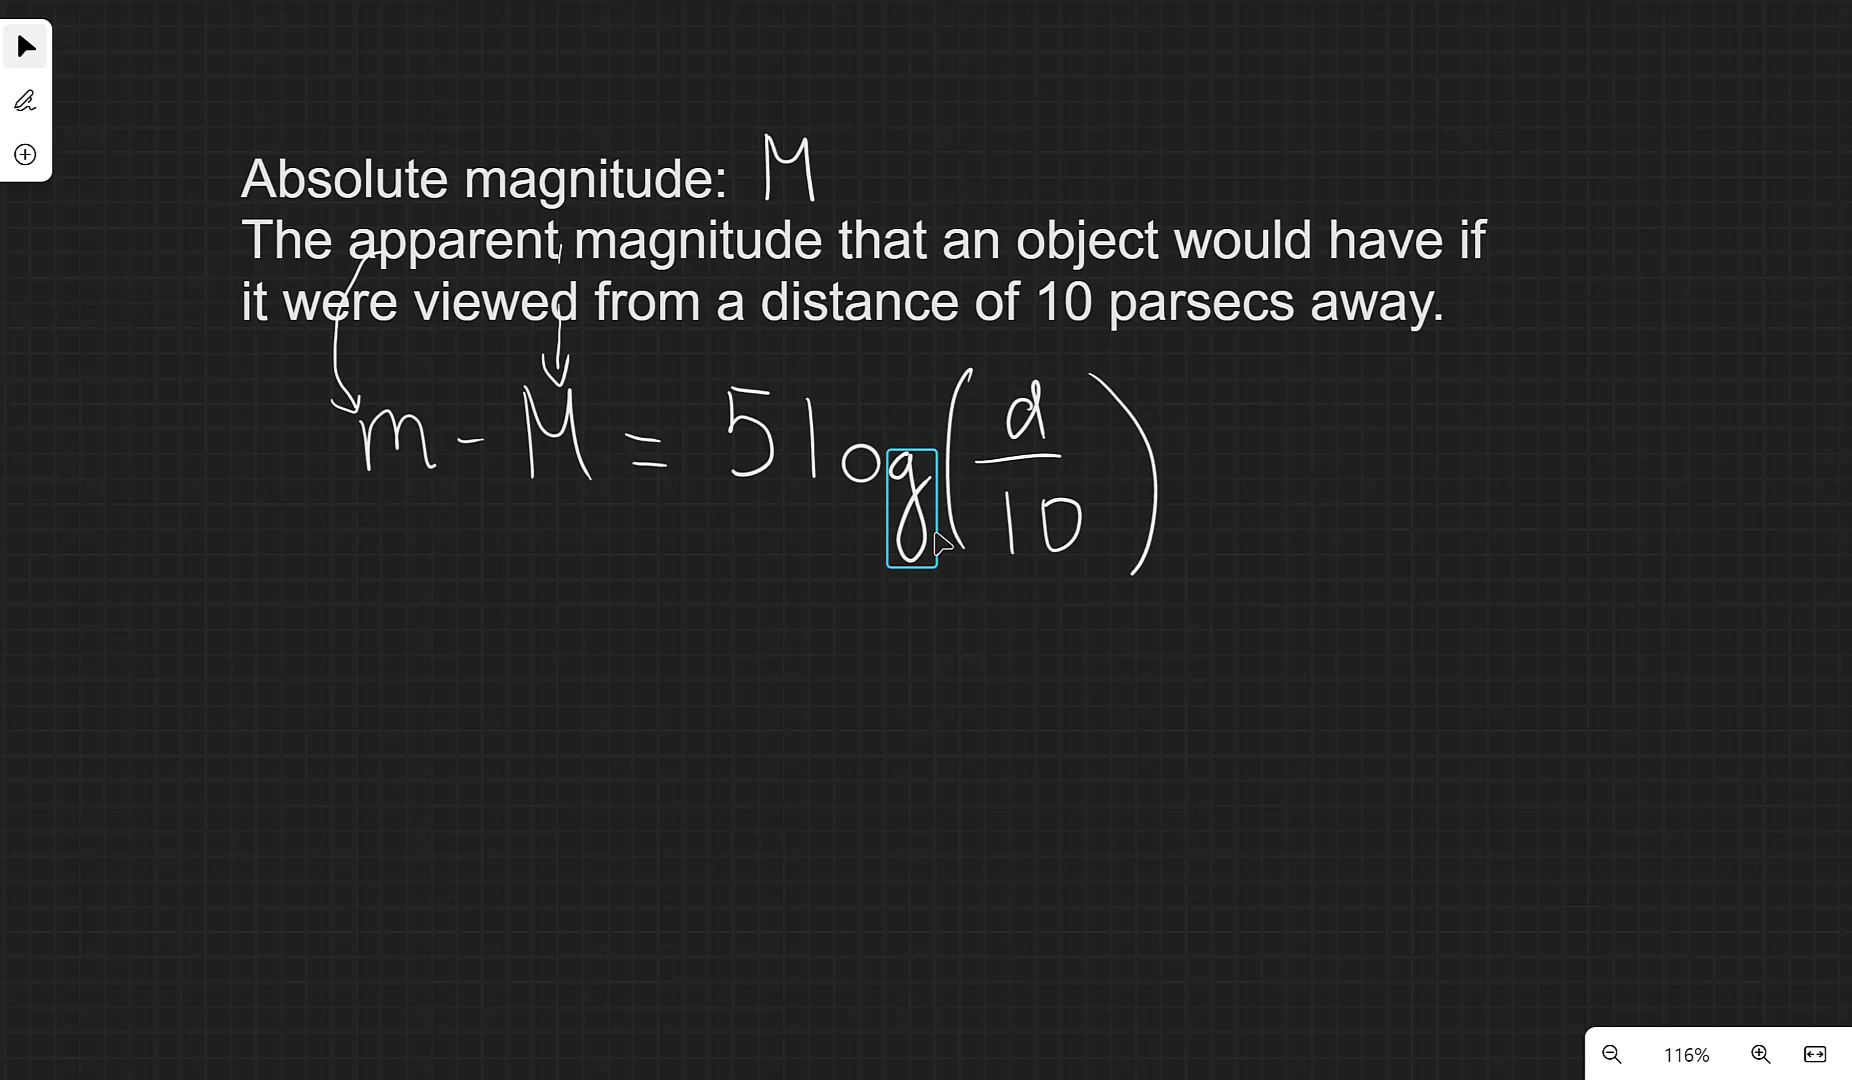 Absolute magnitude: M
The apparent magnitude that an object would have if
it were viewed from a distance of 10 parsecs away.
m - M = 5 log(d/10)
116%